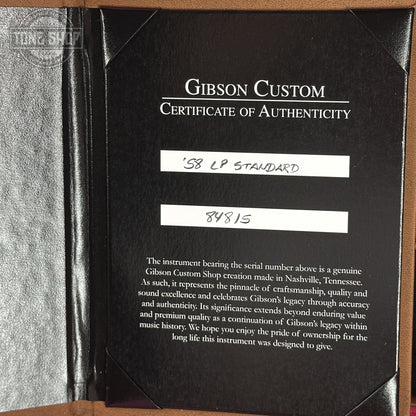 TONE SHOP
GIBSON CUSTOM
CERTIFICATE OF AUTHENTICITY
'58 LP STANDARD
84815
The instrument bearing the serial number above is a genuine
Gibson Custom Shop creation made in Nashville, Tennessee.
As such, it represents the pinnacle of craftsmanship, quality and
sound excellence and celebrates Gibson's legacy through accuracy
and authenticity. Its significance extends beyond enduring value
and premium quality as a continuation of Gibson's legacy within
music history. We hope you enjoy the pride of ownership for the
long life this instrument was designed to give.